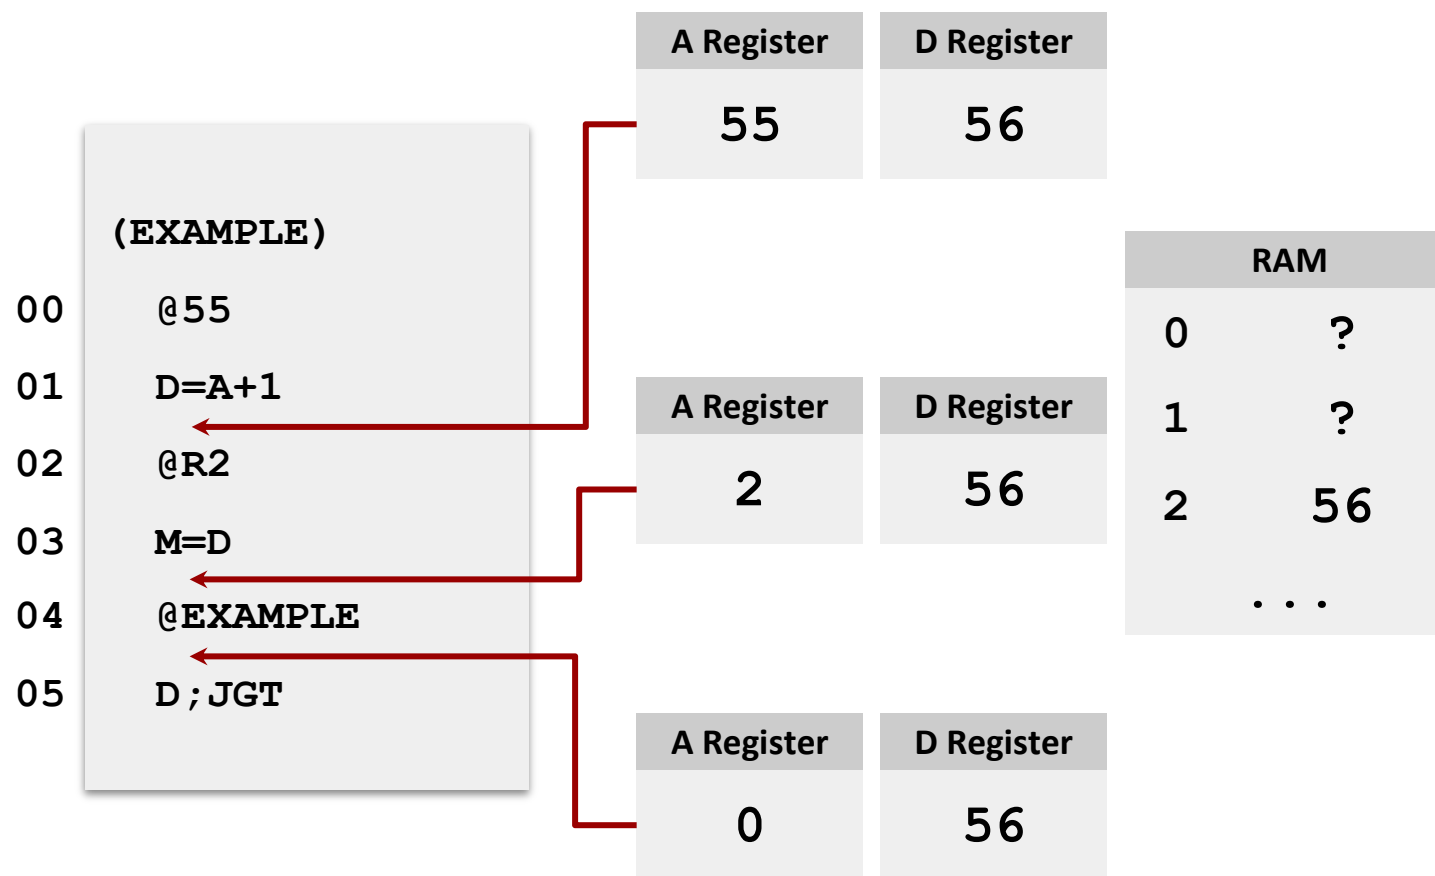 (EXAMPLE)
00 @55
01 D=A+1
02 @R2
03 M=D
04 @EXAMPLE
05 D;JGT
A Register D Register
55 56
A Register D Register
2 56
A Register D Register
0 56
RAM
0 ?
1 ?
2 56
...